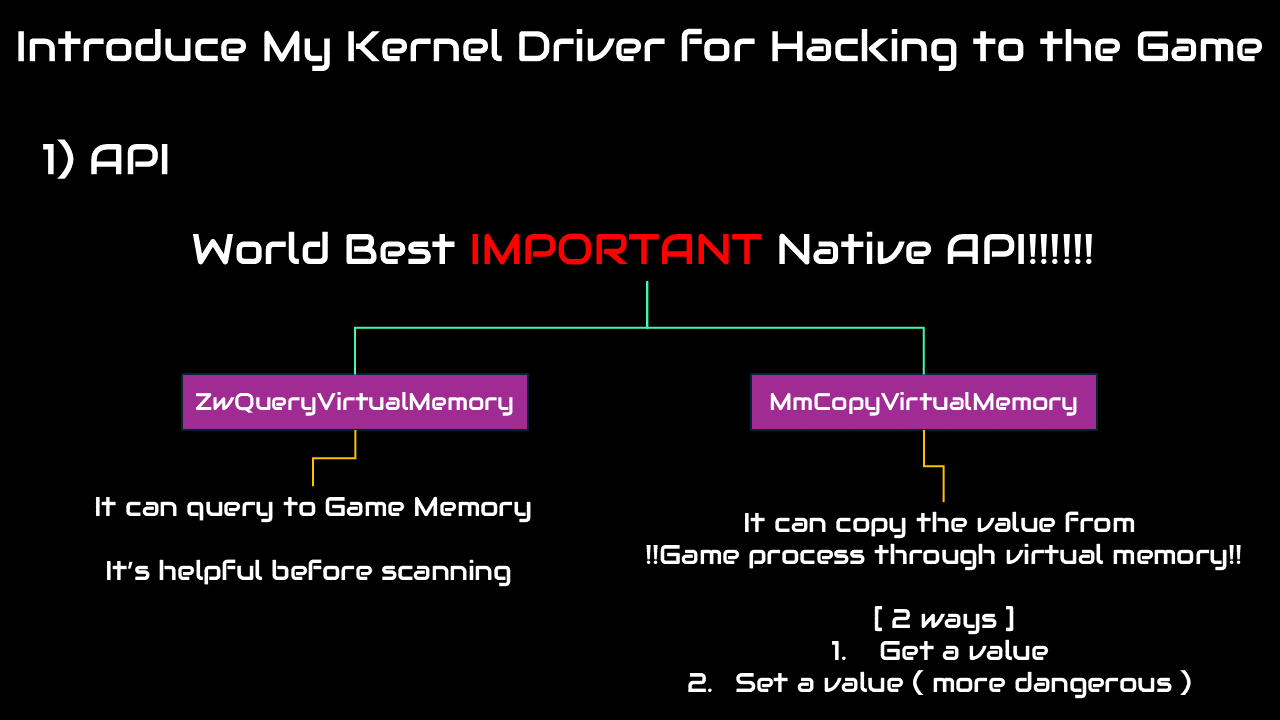 Introduce My Kernel Driver for Hacking to the Game
1) API
World Best IMPORTANT Native API!!!!!!
ZwQueryVirtualMemory
MmCopyVirtualMemory
It can query to Game Memory
It's helpful before scanning
It can copy the value from
!!Game process through virtual memory!!
[ 2 ways ]
1. Get a value
2. Set a value ( more dangerous )